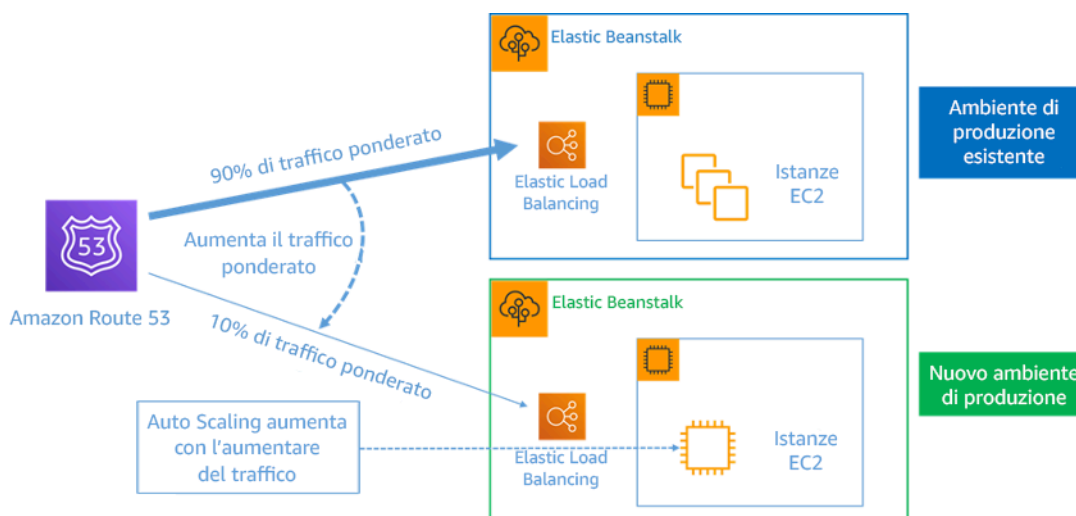 Elastic Beanstalk
90% di traffico ponderato
Elastic Load
Balancing
Istanze
EC2
Ambiente di
produzione
esistente
53
Amazon Route 53
Aumenta il traffico
ponderato
10% di traffico ponderato
Elastic Beanstalk
Auto Scaling aumenta
con l'aumentare
del traffico
Elastic Load
Balancing
Istanze
EC2
Nuovo ambiente
di produzione